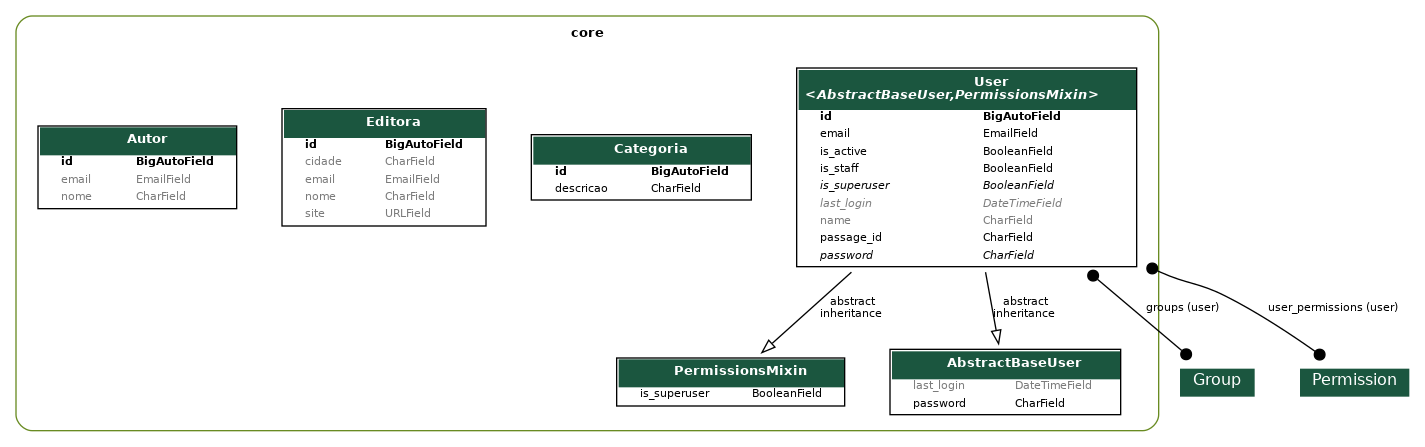 core
Autor
id BigAutoField
email EmailField
nome CharField
Editora
id BigAutoField
cidade CharField
email EmailField
nome CharField
site URLField
Categoria
id BigAutoField
descricao CharField
User
<AbstractBaseUser,PermissionsMixin>
id BigAutoField
email EmailField
is_active BooleanField
is_staff BooleanField
is_superuser BooleanField
last_login DateTimeField
name CharField
passage_id CharField
password CharField
abstract
inheritance
abstract
inheritance
groups (user)
user_permissions (user)
PermissionsMixin
is_superuser BooleanField
AbstractBaseUser
last_login DateTimeField
password CharField
Group
Permission